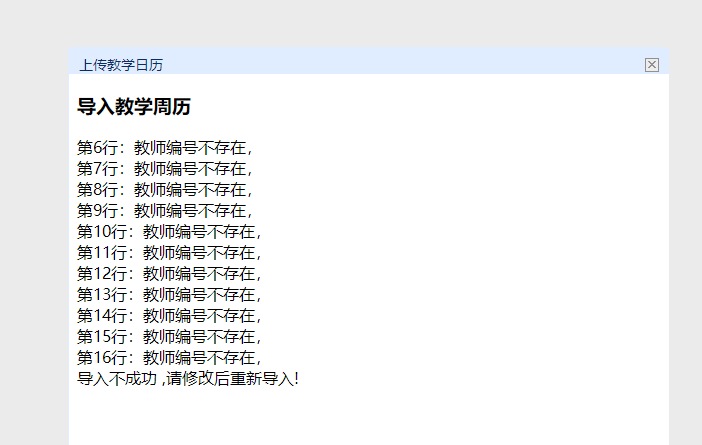 上传教学日历
导入教学周历
第6行：教师编号不存在，
第7行：教师编号不存在，
第8行：教师编号不存在，
第9行：教师编号不存在，
第10行：教师编号不存在，
第11行：教师编号不存在，
第12行：教师编号不存在，
第13行：教师编号不存在，
第14行：教师编号不存在，
第15行：教师编号不存在，
第16行：教师编号不存在，
导入不成功 ,请修改后重新导入!